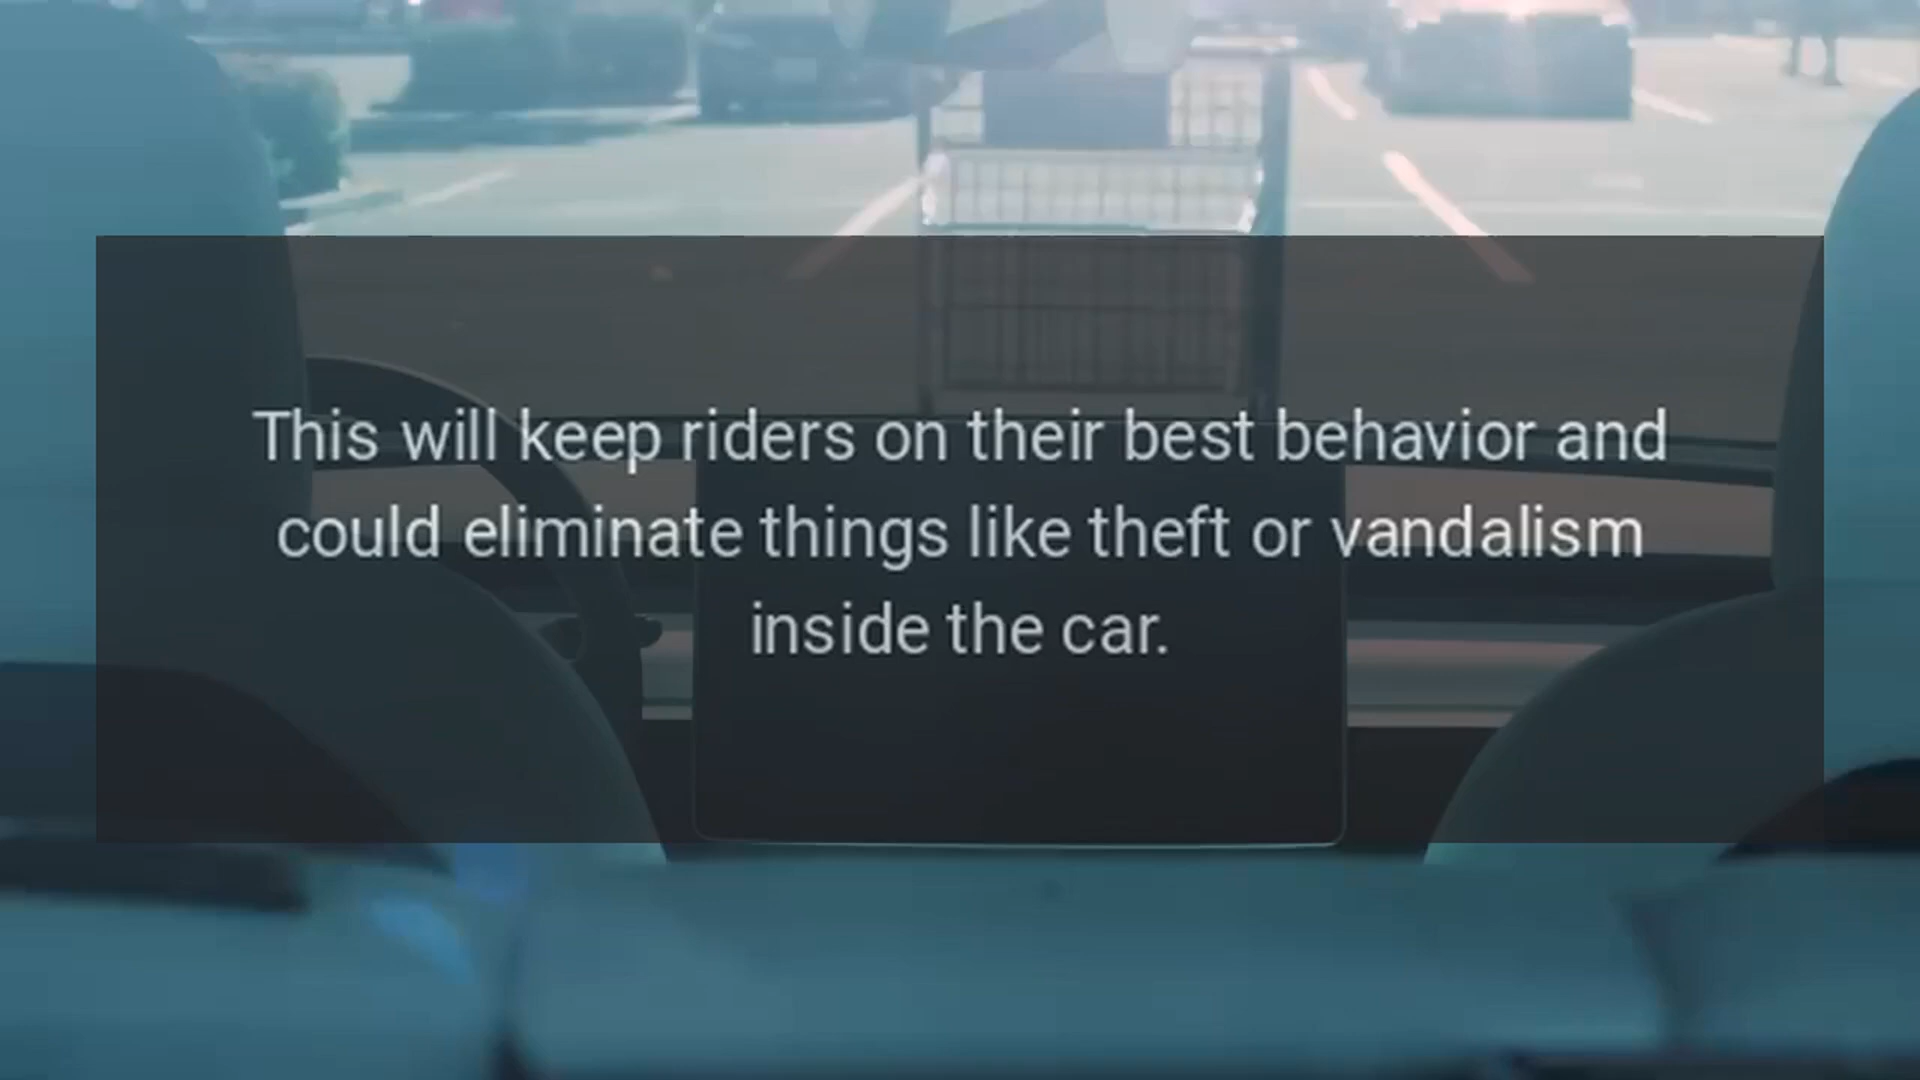 This will keep riders on their best behavior and
could eliminate things like theft or vandalism
inside the car.